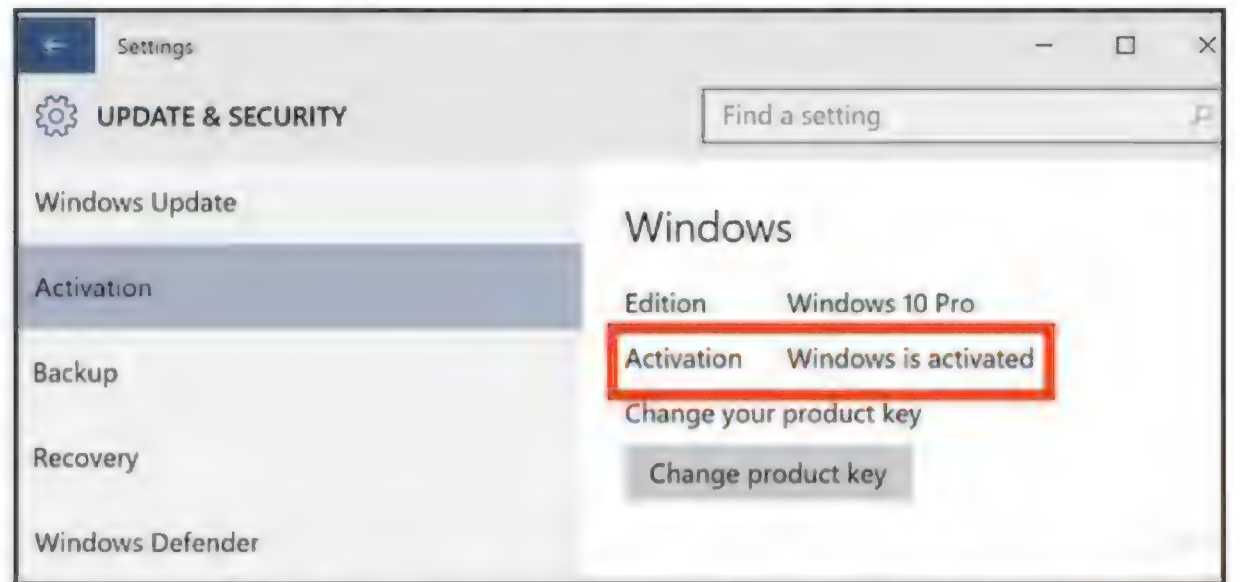 Settings
UPDATE & SECURITY
Find a setting
Windows Update
Activation
Backup
Recovery
Windows Defender
Windows
Edition Windows 10 Pro
Activation Windows is activated
Change your product key
Change product key